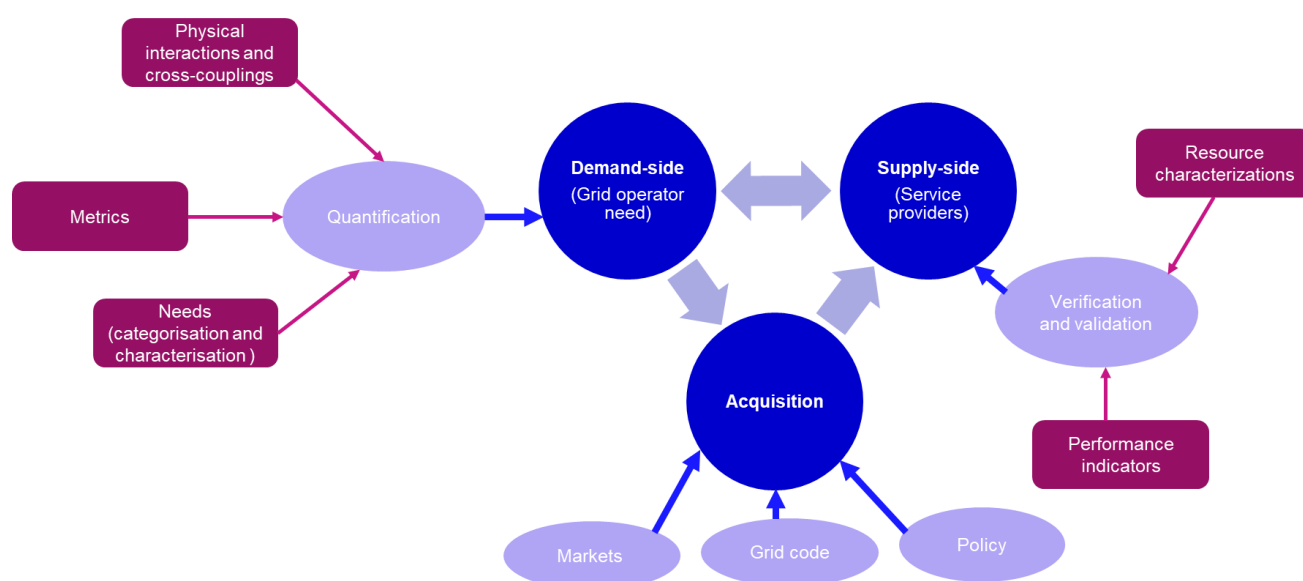 Physical
interactions and
cross-couplings
Metrics
Needs
(categorisation and
characterisation )
Quantification
Demand-side
(Grid operator
need)
Supply-side
(Service
providers)
Resource
characterizations
Verification
and validation
Performance
indicators
Acquisition
Markets
Grid code
Policy